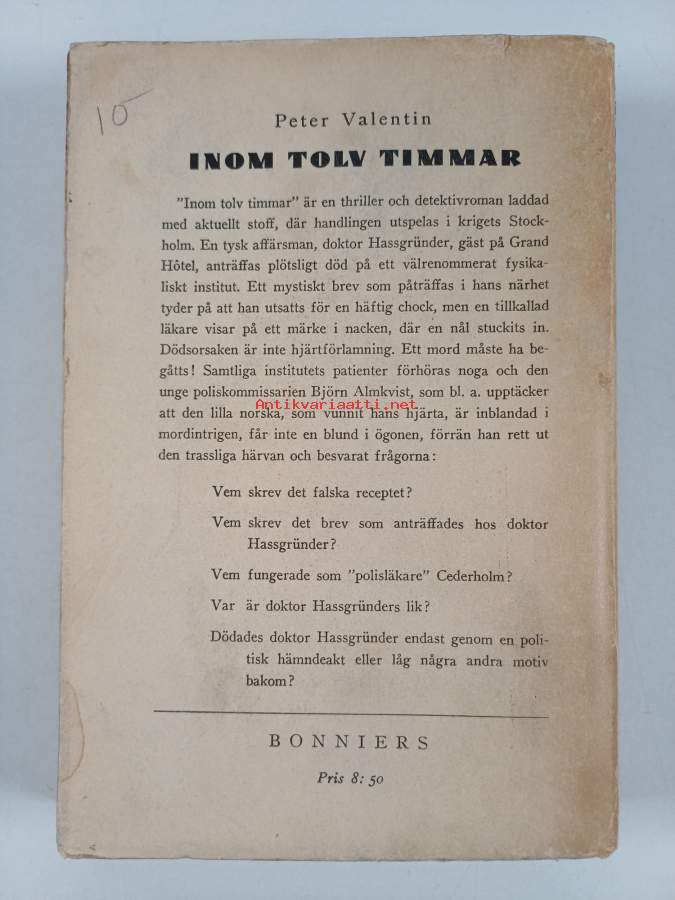 10
Peter Valentin
INOM TOLV TIMMAR
"Inom tolv timmar" är en thriller och detektivroman laddad
med aktuellt stoff, där handlingen utspelas i krigets Stock-
holm. En tysk affärsman, doktor Hassgründer, gäst på Grand
Hôtel, anträffas plötsligt död på ett välrenommerat fysika-
liskt institut. Ett mystiskt brev som påträffas i hans närhet
tyder på att han utsatts för en häftig chock, men en tillkallad
läkare visar på ett märke i nacken, där en nål stuckits in.
Dödsorsaken är inte hjärtförlamning. Ett mord måste ha be-
gåtts! Samtliga institutets patienter förhöras noga och den
unge poliskommissarien Björn Almkvist, som bl. a. upptäcker
Antikvariaatti.net
att den lilla norska, som vunnit hans hjärta, är inblandad i
mordintrigen, får inte en blund i ögonen, förrän han rett ut
den trassliga härvan och besvarat frågorna:
Vem skrev det falska receptet?
Vem skrev det brev som anträffades hos doktor
Hassgründer?
Vem fungerade som "polisläkare" Cederholm?
Var är doktor Hassgründers lik?
Dödades doktor Hassgründer endast genom en poli-
tisk hämndeakt eller låg några andra motiv
bakom?
BONNIERS
Pris 8:50